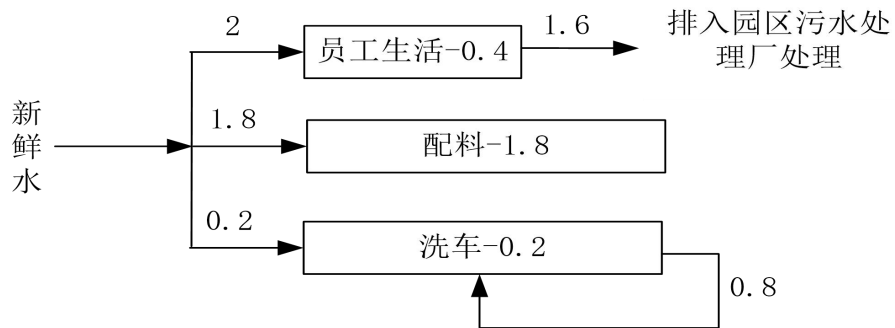 2
员工生活-0.4
1.6
排入园区污水处
理厂处理
新
鲜
水
1.8
配料-1.8
0.2
洗车-0.2
0.8